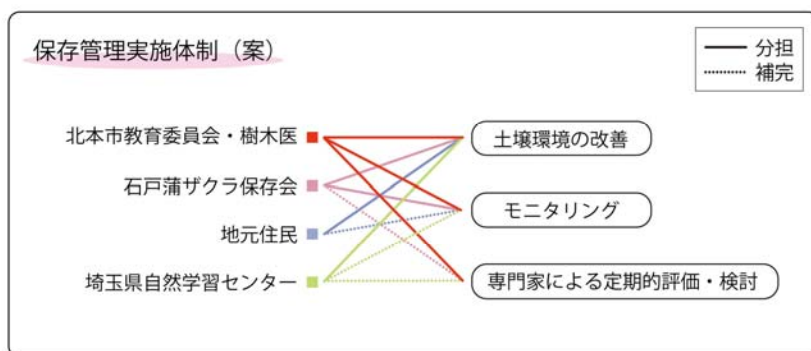 保存管理実施体制（案）
分担
補完
北本市教育委員会・樹木医
石戸蒲ザクラ保存会
地元住民
埼玉県自然学習センター
土壌環境の改善
モニタリング
専門家による定期的評価・検討